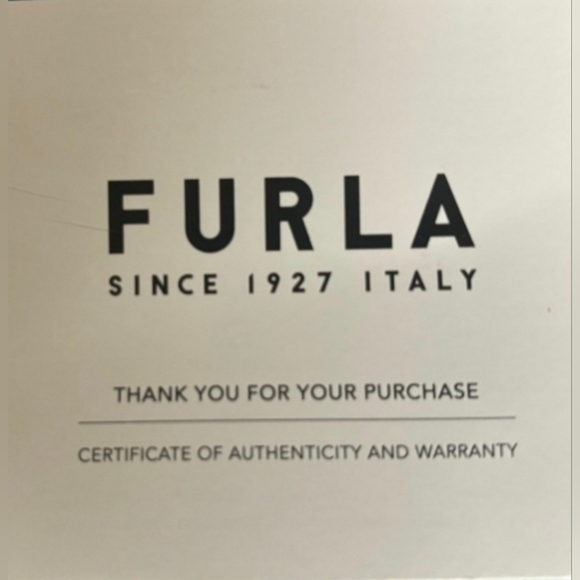 FURLA
SINCE 1927 ITALY
THANK YOU FOR YOUR PURCHASE
CERTIFICATE OF AUTHENTICITY AND WARRANTY